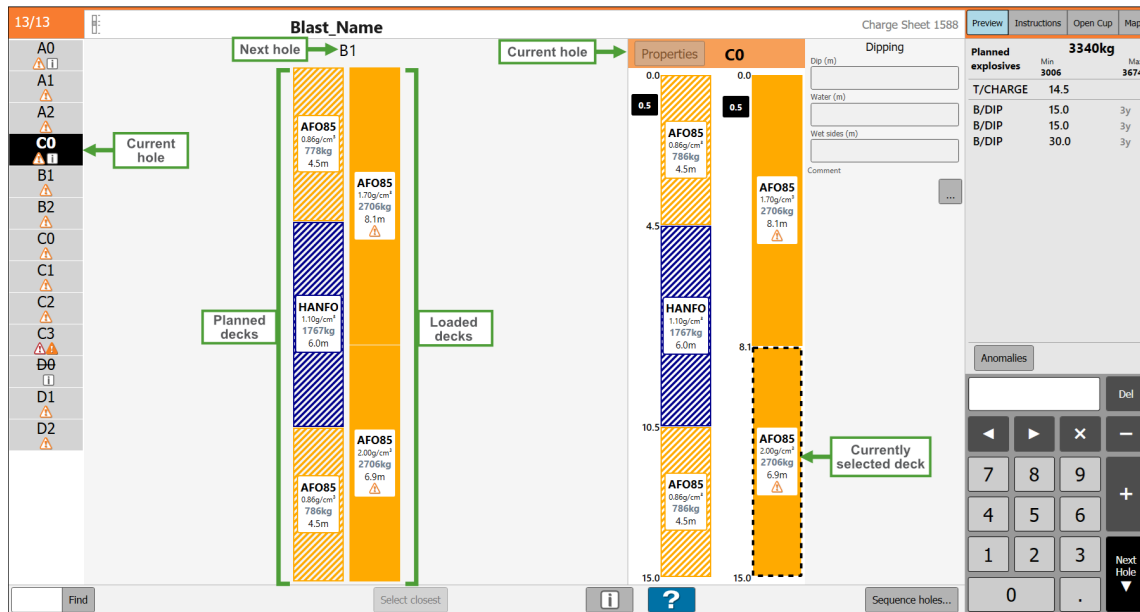 13/13
Blast_Name
Charge Sheet 1588
Preview
Instructions
Open Cup
Map
A0
A1
A2
C0
B1
B2
C0
C1
C2
C3
D0
D1
D2
Current
hole
Next hole
B1
Planned
decks
AFO85
0.86g/cm³
778kg
4.5m
HANFO
1.10g/cm³
1767kg
6.0m
AFO85
0.86g/cm³
786kg
4.5m
AFO85
1.70g/cm³
2706kg
8.1m
AFO85
2.00g/cm³
2706kg
6.9m
Loaded
decks
Current hole
Properties
C0
0.0
0.5
AFO85
0.86g/cm³
786kg
4.5m
4.5
HANFO
1.10g/cm³
1767kg
6.0m
10.5
AFO85
0.86g/cm³
786kg
4.5m
15.0
0.0
0.5
AFO85
1.70g/cm³
2706kg
8.1m
8.1
AFO85
2.00g/cm³
2706kg
6.9m
15.0
Currently
selected deck
Dipping
Dip (m)
Water (m)
Wet sides (m)
Comment
...
Planned
explosives
3340kg
Min
3006
Ma
3674
T/CHARGE 14.5
B/DIP 15.0 3y
B/DIP 15.0 3y
B/DIP 30.0 3y
Anomalies
Del
7 8 9
4 5 6
1 2 3
0 .
Next
Hole
Find
Select closest
?
Sequence holes...